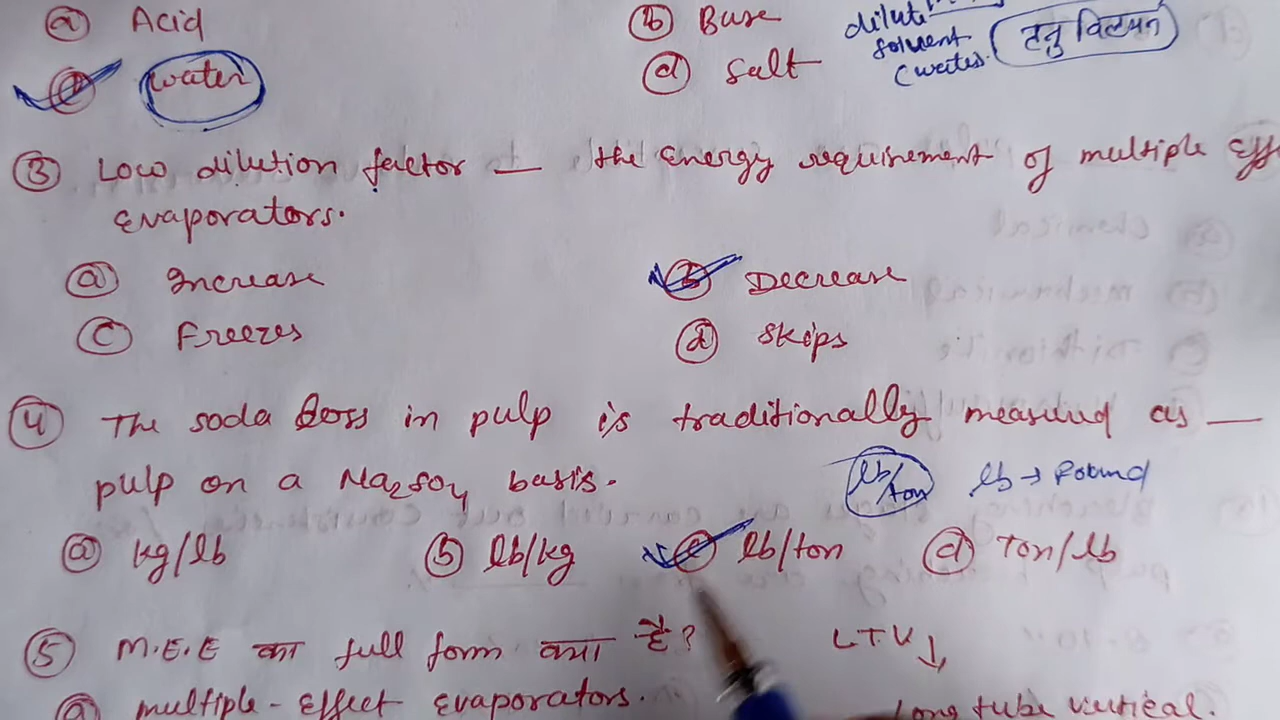 (a) Acid (b) Base
dilute
solvent
(water
तनु विलयन
(c) water (d) salt
(3) Low dilution factor — the energy requirement of multiple eff
evaporators.
(a) Increase (b) Decrease
(c) Freezes (d) Skips
(4) The soda loss in pulp is traditionally measured as —
pulp on a Na2SO4 basis. lb/ton lb → Pound
(a) kg/lb (b) lb/kg (c) lb/ton (d) Ton/lb
(5) M.E.E का full form क्या है? L.T.V ↓
(a) multiple-effect evaporators. Long tube vertical.